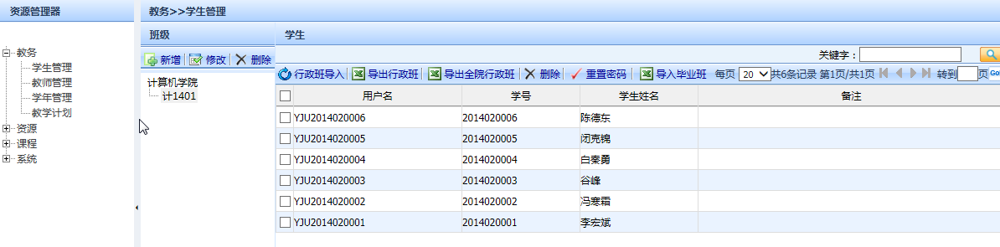 资源管理器
教务
学生管理
教师管理
学年管理
教学计划
资源
课程
系统
教务>>学生管理
班级
新增 修改 删除
计算机学院
计1401
学生
关键字：
行政班导入 导出行政班 导出全院行政班 删除 重置密码 导入毕业班 每页 20 共6条记录 第1页/共1页 转到 页 Go!
用户名 学号 学生姓名 备注
YJU2014020006 2014020006 陈德东
YJU2014020005 2014020005 闭克锦
YJU2014020004 2014020004 白秦勇
YJU2014020003 2014020003 谷峰
YJU2014020002 2014020002 冯寒霜
YJU2014020001 2014020001 李宏斌